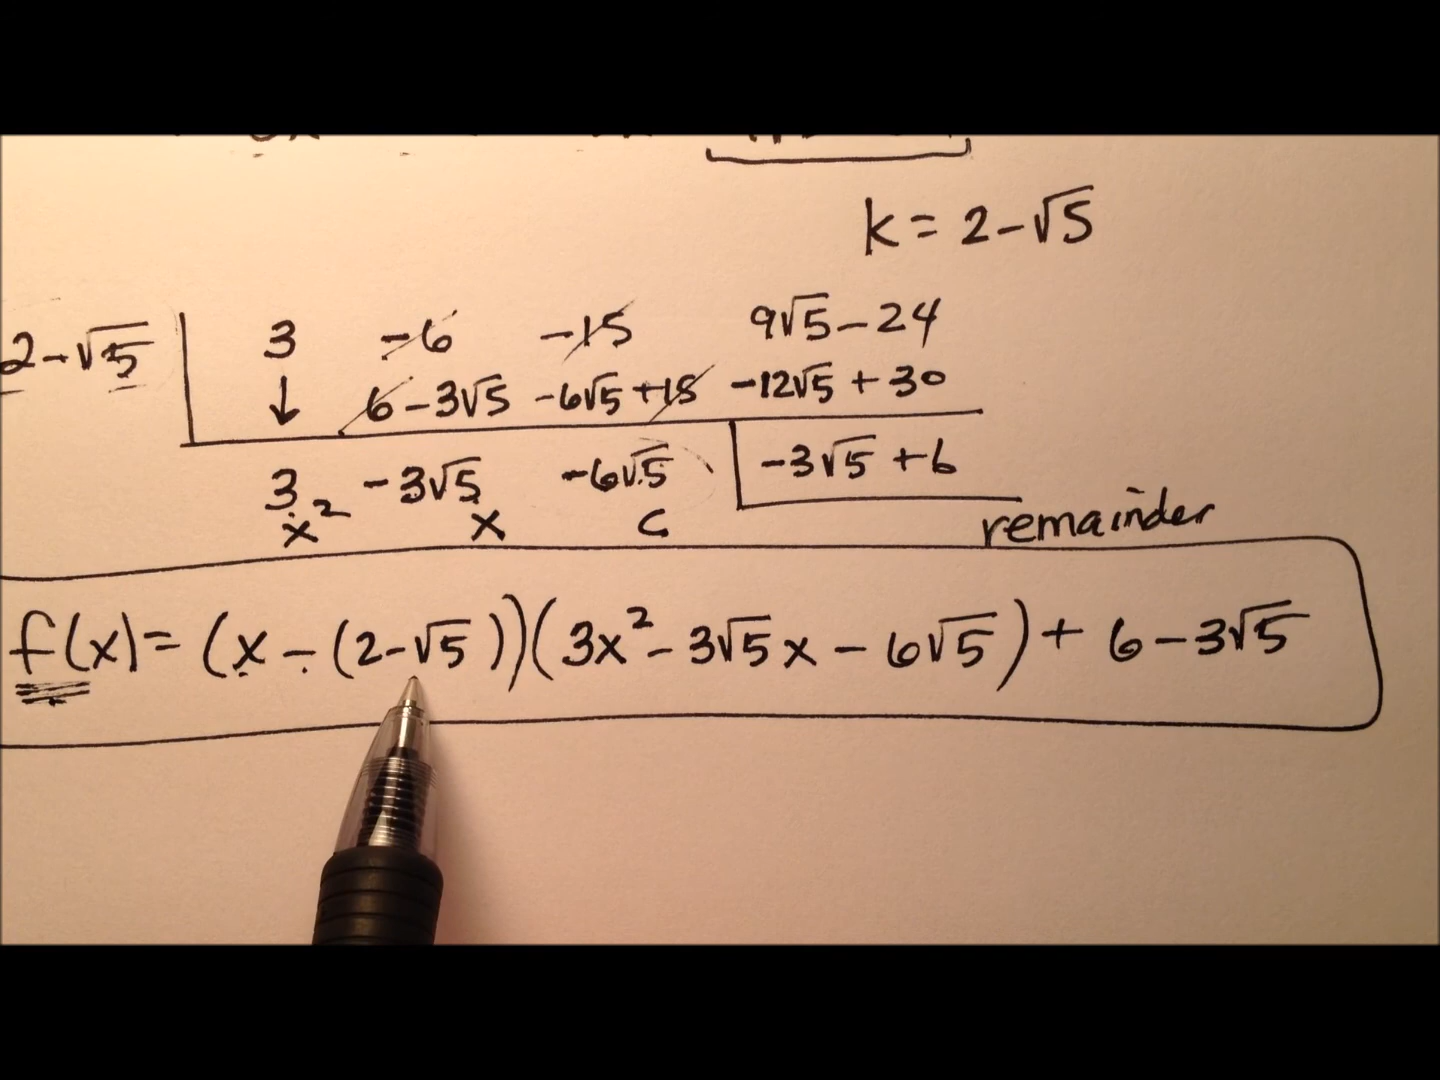 k = 2-√5
2-√5 3 -6 -15 9√5-24
↓ 6-3√5 -6√5+15 -12√5+30
3 -3√5 -6√5 -3√5+6
x² x c remainder
f(x) = (x-(2-√5))(3x²-3√5x-6√5)+6-3√5